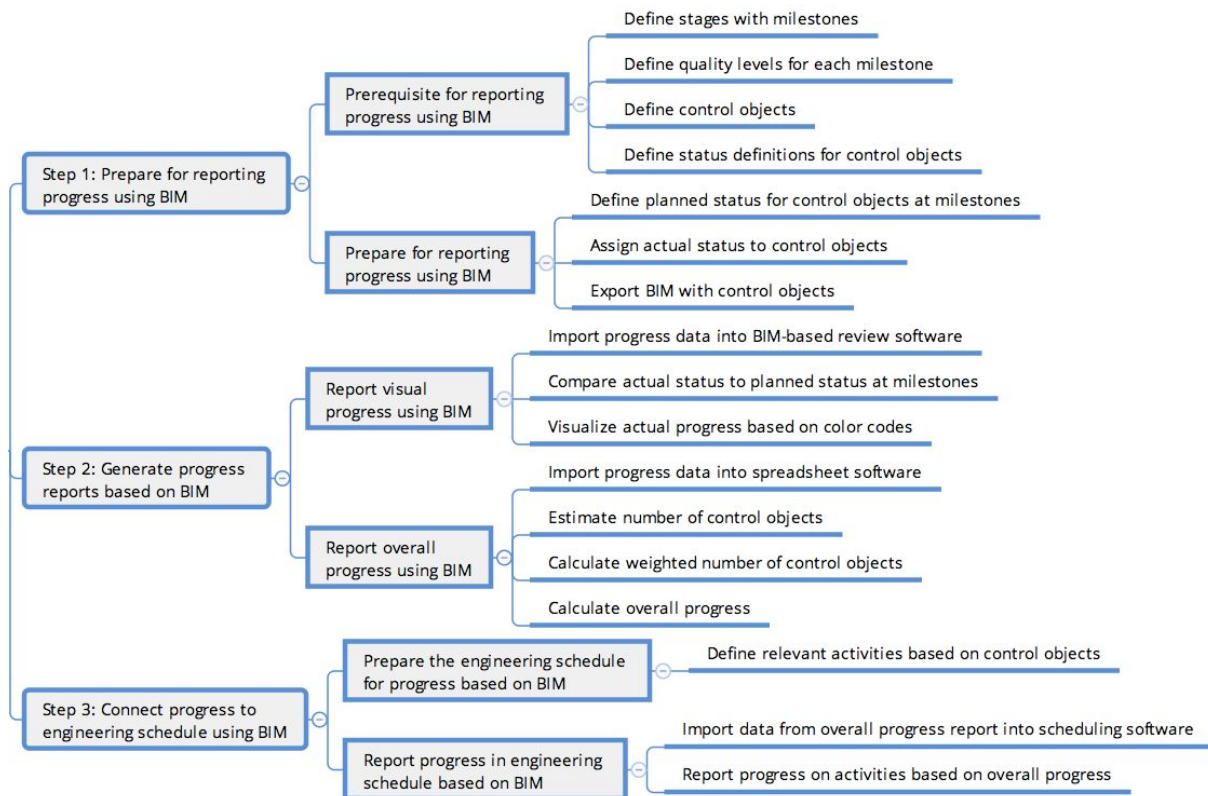 Define stages with milestones
Define quality levels for each milestone
Prerequisite for reporting
progress using BIM
Define control objects
Define status definitions for control objects
Step 1: Prepare for reporting
progress using BIM
Define planned status for control objects at milestones
Prepare for reporting
progress using BIM
Assign actual status to control objects
Export BIM with control objects
Import progress data into BIM-based review software
Report visual
progress using BIM
Compare actual status to planned status at milestones
Visualize actual progress based on color codes
Step 2: Generate progress
reports based on BIM
Import progress data into spreadsheet software
Estimate number of control objects
Report overall
progress using BIM
Calculate weighted number of control objects
Calculate overall progress
Prepare the engineering schedule
for progress based on BIM
Define relevant activities based on control objects
Step 3: Connect progress to
engineering schedule using BIM
Import data from overall progress report into scheduling software
Report progress in engineering
schedule based on BIM
Report progress on activities based on overall progress